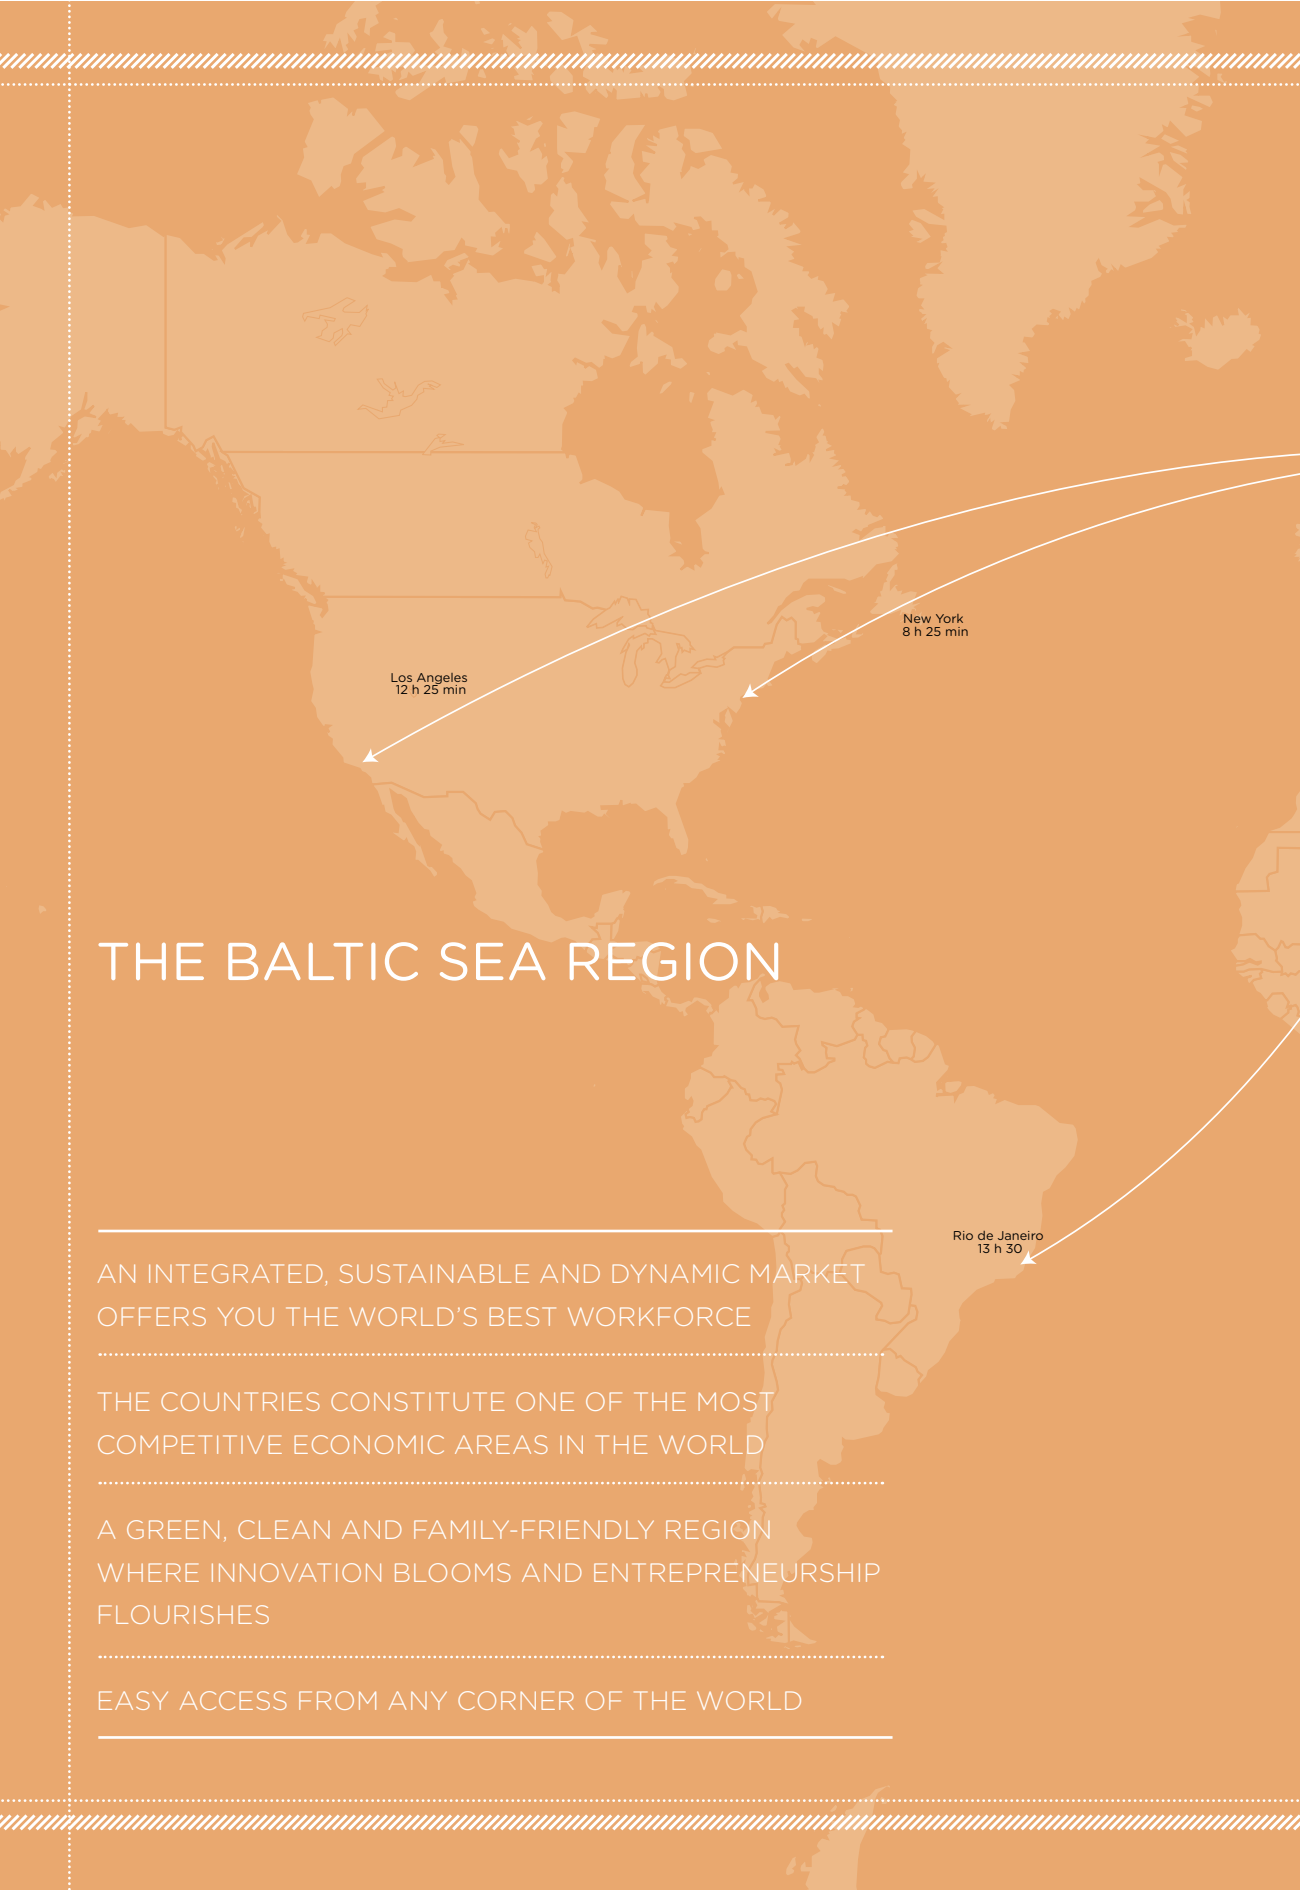 New York
8 h 25 min
Los Angeles
12 h 25 min
THE BALTIC SEA REGION
Rio de Janeiro
13 h 30
AN INTEGRATED, SUSTAINABLE AND DYNAMIC MARKET
OFFERS YOU THE WORLD’S BEST WORKFORCE
THE COUNTRIES CONSTITUTE ONE OF THE MOST
COMPETITIVE ECONOMIC AREAS IN THE WORLD
A GREEN, CLEAN AND FAMILY-FRIENDLY REGION
WHERE INNOVATION BLOOMS AND ENTREPRENEURSHIP
FLOURISHES
EASY ACCESS FROM ANY CORNER OF THE WORLD